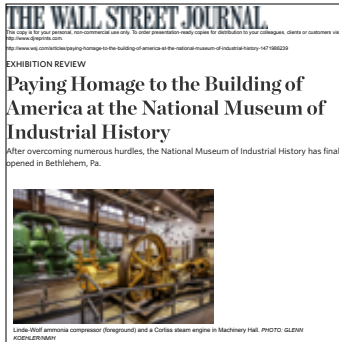 THE WALL STREET JOURNAL.
This copy is for your personal, non-commercial use only. To order presentation-ready copies for distribution to your colleagues, clients or customers visit
http://www.djreprints.com.
http://www.wsj.com/articles/paying-homage-to-the-building-of-america-at-the-national-museum-of-industrial-history-1471986239
EXHIBITION REVIEW
Paying Homage to the Building of
America at the National Museum of
Industrial History
After overcoming numerous hurdles, the National Museum of Industrial History has final
opened in Bethlehem, Pa.
Linde-Wolf ammonia compressor (foreground) and a Corliss steam engine in Machinery Hall. PHOTO: GLENN
KOEHLER/NMIH